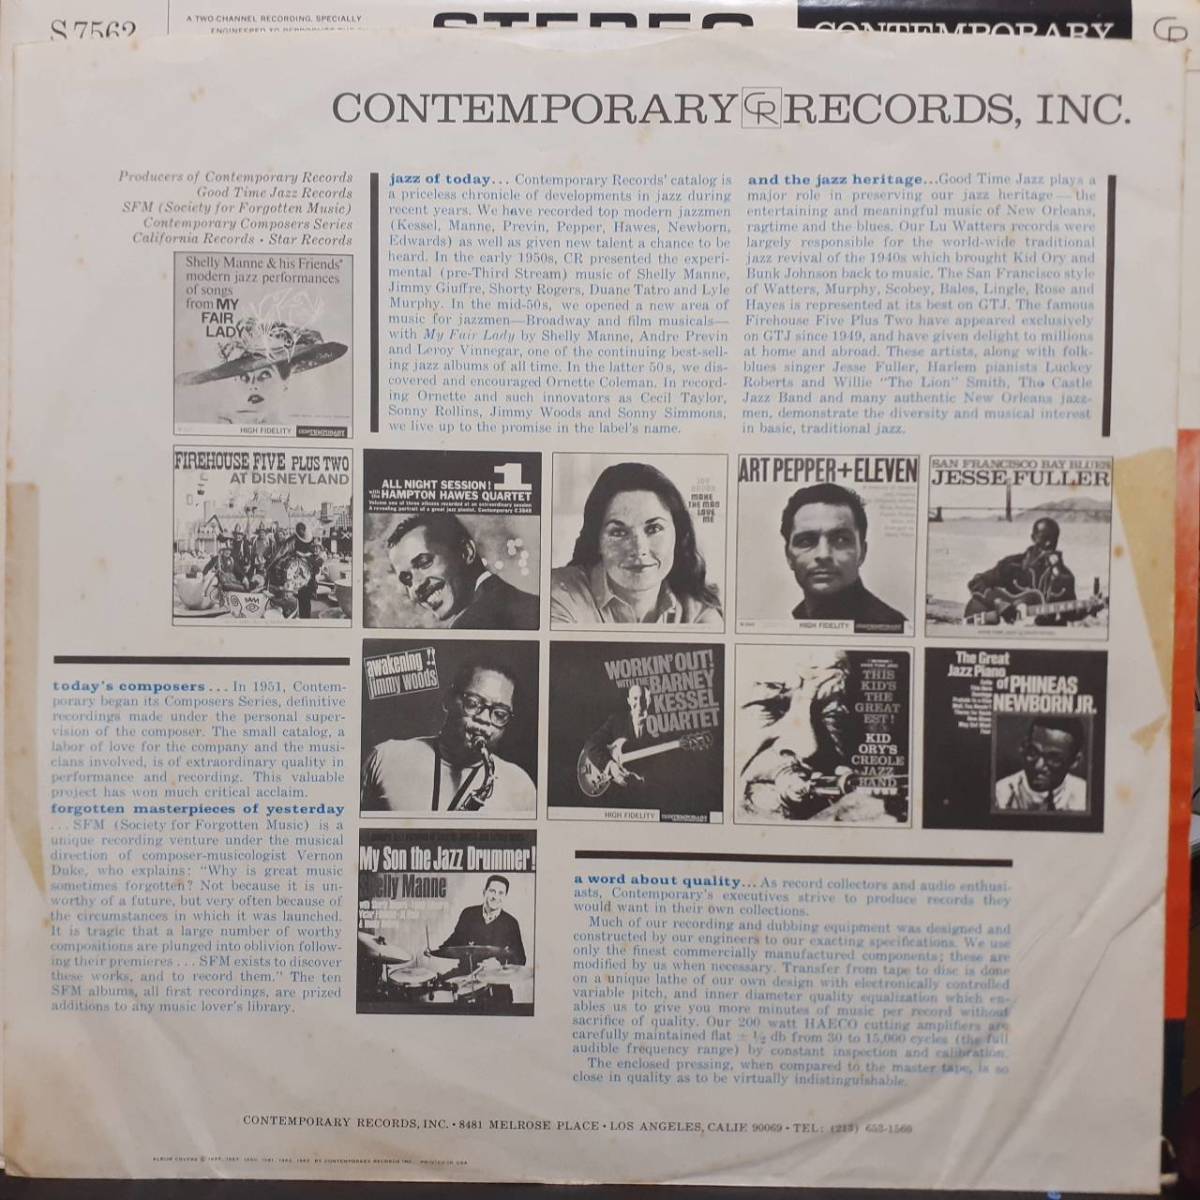 S 7562
A TWO CHANNEL RECORDING, SPECIALLY
STEREO
CONTEMPORARY
CONTEMPORARY CR RECORDS, INC.
Producers of Contemporary Records
Good Time Jazz Records
SFM (Society for Forgotten Music)
Contemporary Composers Series
California Records · Star Records
Shelly Manne & his Friends'
modern jazz performances
of songs
from MY
FAIR
LADY
HIGH FIDELITY CONTEMPORARY
jazz of today... Contemporary Records' catalog is
a priceless chronicle of developments in jazz during
recent years. We have recorded top modern jazzmen
(Kessel, Manne, Previn, Pepper, Hawes, Newborn,
Edwards) as well as given new talent a chance to be
heard. In the early 1950s, CR presented the experi-
mental (pre-Third Stream) music of Shelly Manne,
Jimmy Giuffre, Shorty Rogers, Duane Tatro and Lyle
Murphy. In the mid-50s, we opened a new area of
music for jazzmen—Broadway and film musicals—
with My Fair Lady by Shelly Manne, Andre Previn
and Leroy Vinnegar, one of the continuing best-sell-
ing jazz albums of all time. In the latter 50s, we dis-
covered and encouraged Ornette Coleman. In record-
ing Ornette and such innovators as Cecil Taylor,
Sonny Rollins, Jimmy Woods and Sonny Simmons,
we live up to the promise in the label's name.
and the jazz heritage...Good Time Jazz plays a
major role in preserving our jazz heritage—the
entertaining and meaningful music of New Orleans,
ragtime and the blues. Our Lu Watters records were
largely responsible for the world-wide traditional
jazz revival of the 1940s which brought Kid Ory and
Bunk Johnson back to music. The San Francisco style
of Watters, Murphy, Scobey, Bales, Lingle, Rose and
Hayes is represented at its best on GTJ. The famous
Firehouse Five Plus Two have appeared exclusively
on GTJ since 1949, and have given delight to millions
at home and abroad. These artists, along with folk-
blues singer Jesse Fuller, Harlem pianists Luckey
Roberts and Willie "The Lion" Smith, The Castle
Jazz Band and many authentic New Orleans jazz-
men, demonstrate the diversity and musical interest
in basic, traditional jazz.
FIREHOUSE FIVE PLUS TWO
AT DISNEYLAND
ALL NIGHT SESSION! 1
with the HAMPTON HAWES QUARTET
MAKE
THE MAN
LOVE
ME
ART PEPPER+ELEVEN
HIGH FIDELITY
SAN FRANCISCO BAY BLUES
JESSE FULLER
awakening!!
jimmy woods
WORKIN' OUT!
WITH THE BARNEY
KESSEL
QUARTET
HIGH FIDELITY CONTEMPORARY
THIS
KID'S
THE
GREAT
EST!
KID
ORY'S
CREOLE
JAZZ
BAND
The Great
Jazz Piano
of PHINEAS
NEWBORN JR.
today's composers... In 1951, Contem-
porary began its Composers Series, definitive
recordings made under the personal super-
vision of the composer. The small catalog, a
labor of love for the company and the musi-
cians involved, is of extraordinary quality in
performance and recording. This valuable
project has won much critical acclaim.
forgotten masterpieces of yesterday
... SFM (Society for Forgotten Music) is a
unique recording venture under the musical
direction of composer-musicologist Vernon
Duke, who explains: "Why is great music
sometimes forgotten? Not because it is un-
worthy of a future, but very often because of
the circumstances in which it was launched.
It is tragic that a large number of worthy
compositions are plunged into oblivion follow-
ing their premieres... SFM exists to discover
these works, and to record them." The ten
SFM albums, all first recordings, are prized
additions to any music lover's library.
My Son the Jazz Drummer!
Shelly Manne
a word about quality...As record collectors and audio enthusi-
asts, Contemporary's executives strive to produce records they
would want in their own collections.
Much of our recording and dubbing equipment was designed and
constructed by our engineers to our exacting specifications. We use
only the finest commercially manufactured components; these are
modified by us when necessary. Transfer from tape to disc is done
on a unique lathe of our own design with electronically controlled
variable pitch, and inner diameter quality equalization which en-
ables us to give you more minutes of music per record without
sacrifice of quality. Our 200 watt HAECO cutting amplifiers are
carefully maintained flat ± ½ db from 30 to 15,000 cycles (the full
audible frequency range) by constant inspection and calibration.
The enclosed pressing, when compared to the master tape, is so
close in quality as to be virtually indistinguishable.
CONTEMPORARY RECORDS, INC. · 8481 MELROSE PLACE · LOS ANGELES, CALIF. 90069 · TEL: (213) 653-1560